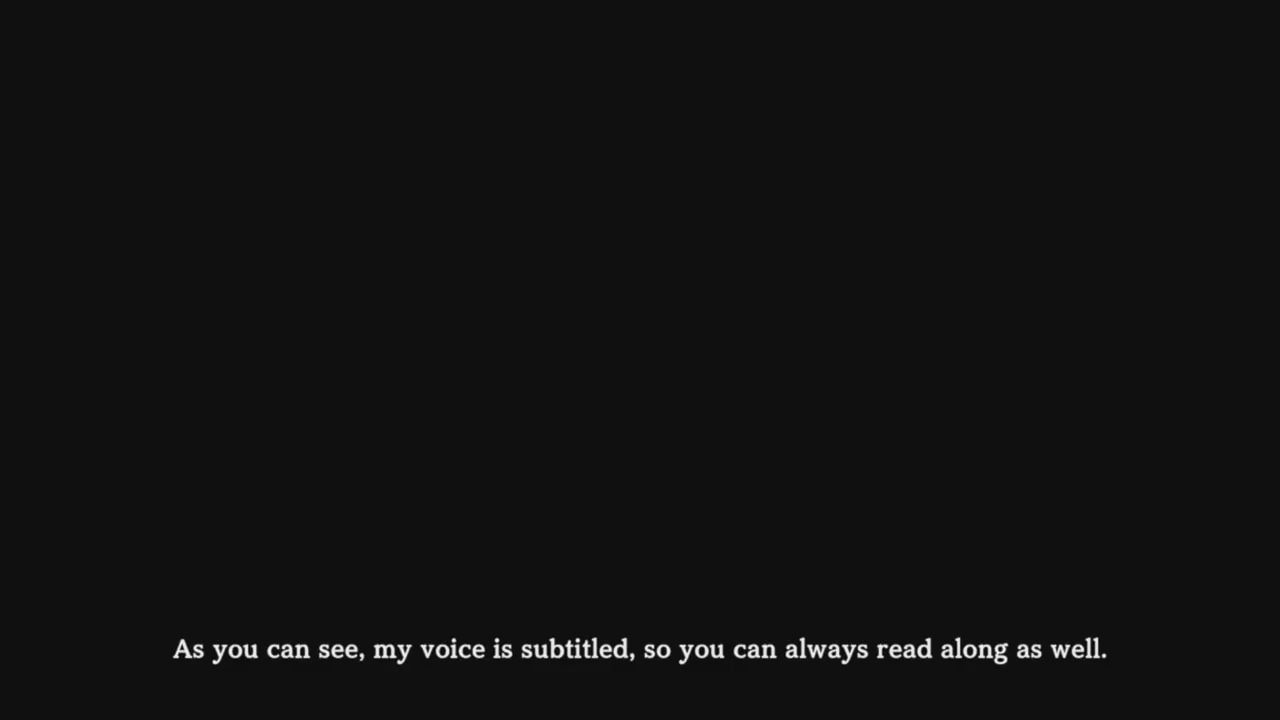 As you can see, my voice is subtitled, so you can always read along as well.